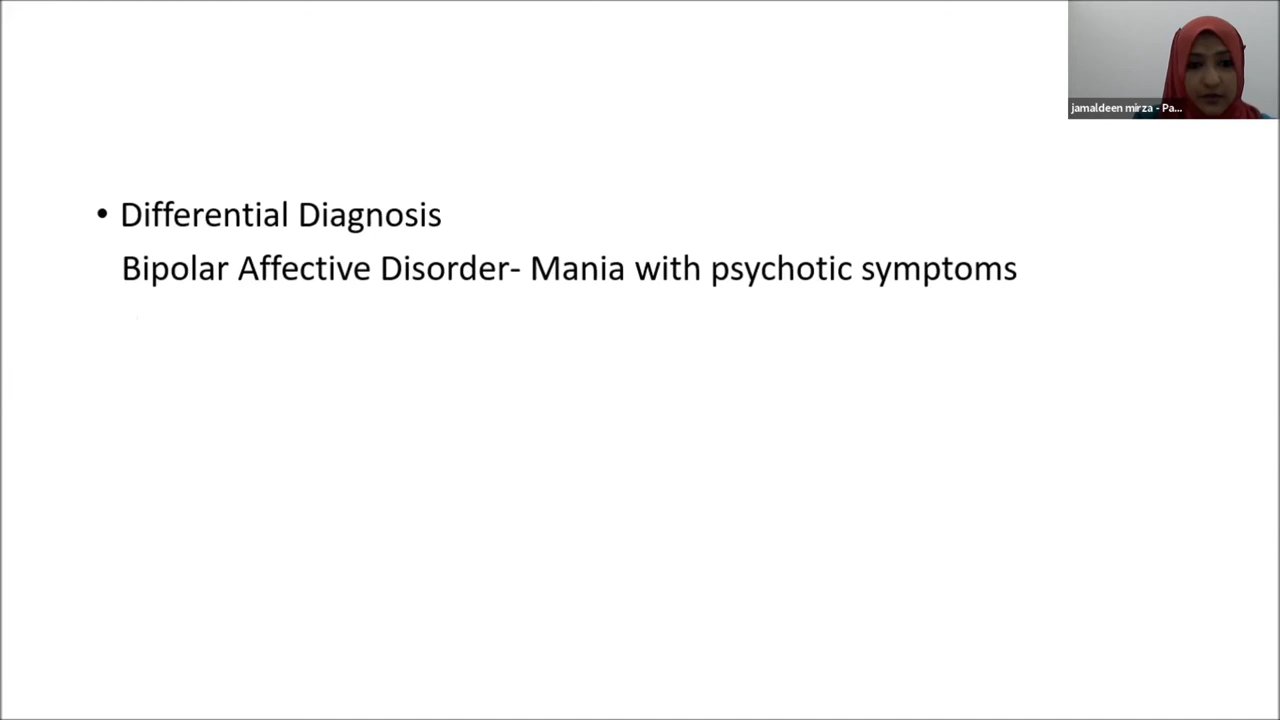 jamaldeen mirza - Pa...
• Differential Diagnosis
Bipolar Affective Disorder- Mania with psychotic symptoms